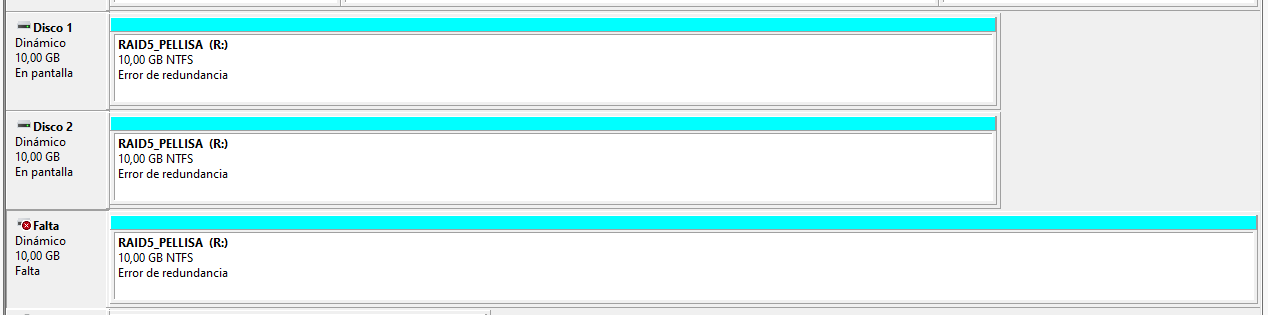 Disco 1
Dinámico
10,00 GB
En pantalla
RAID5_PELLISA (R:)
10,00 GB NTFS
Error de redundancia
Disco 2
Dinámico
10,00 GB
En pantalla
RAID5_PELLISA (R:)
10,00 GB NTFS
Error de redundancia
Falta
Dinámico
10,00 GB
Falta
RAID5_PELLISA (R:)
10,00 GB NTFS
Error de redundancia